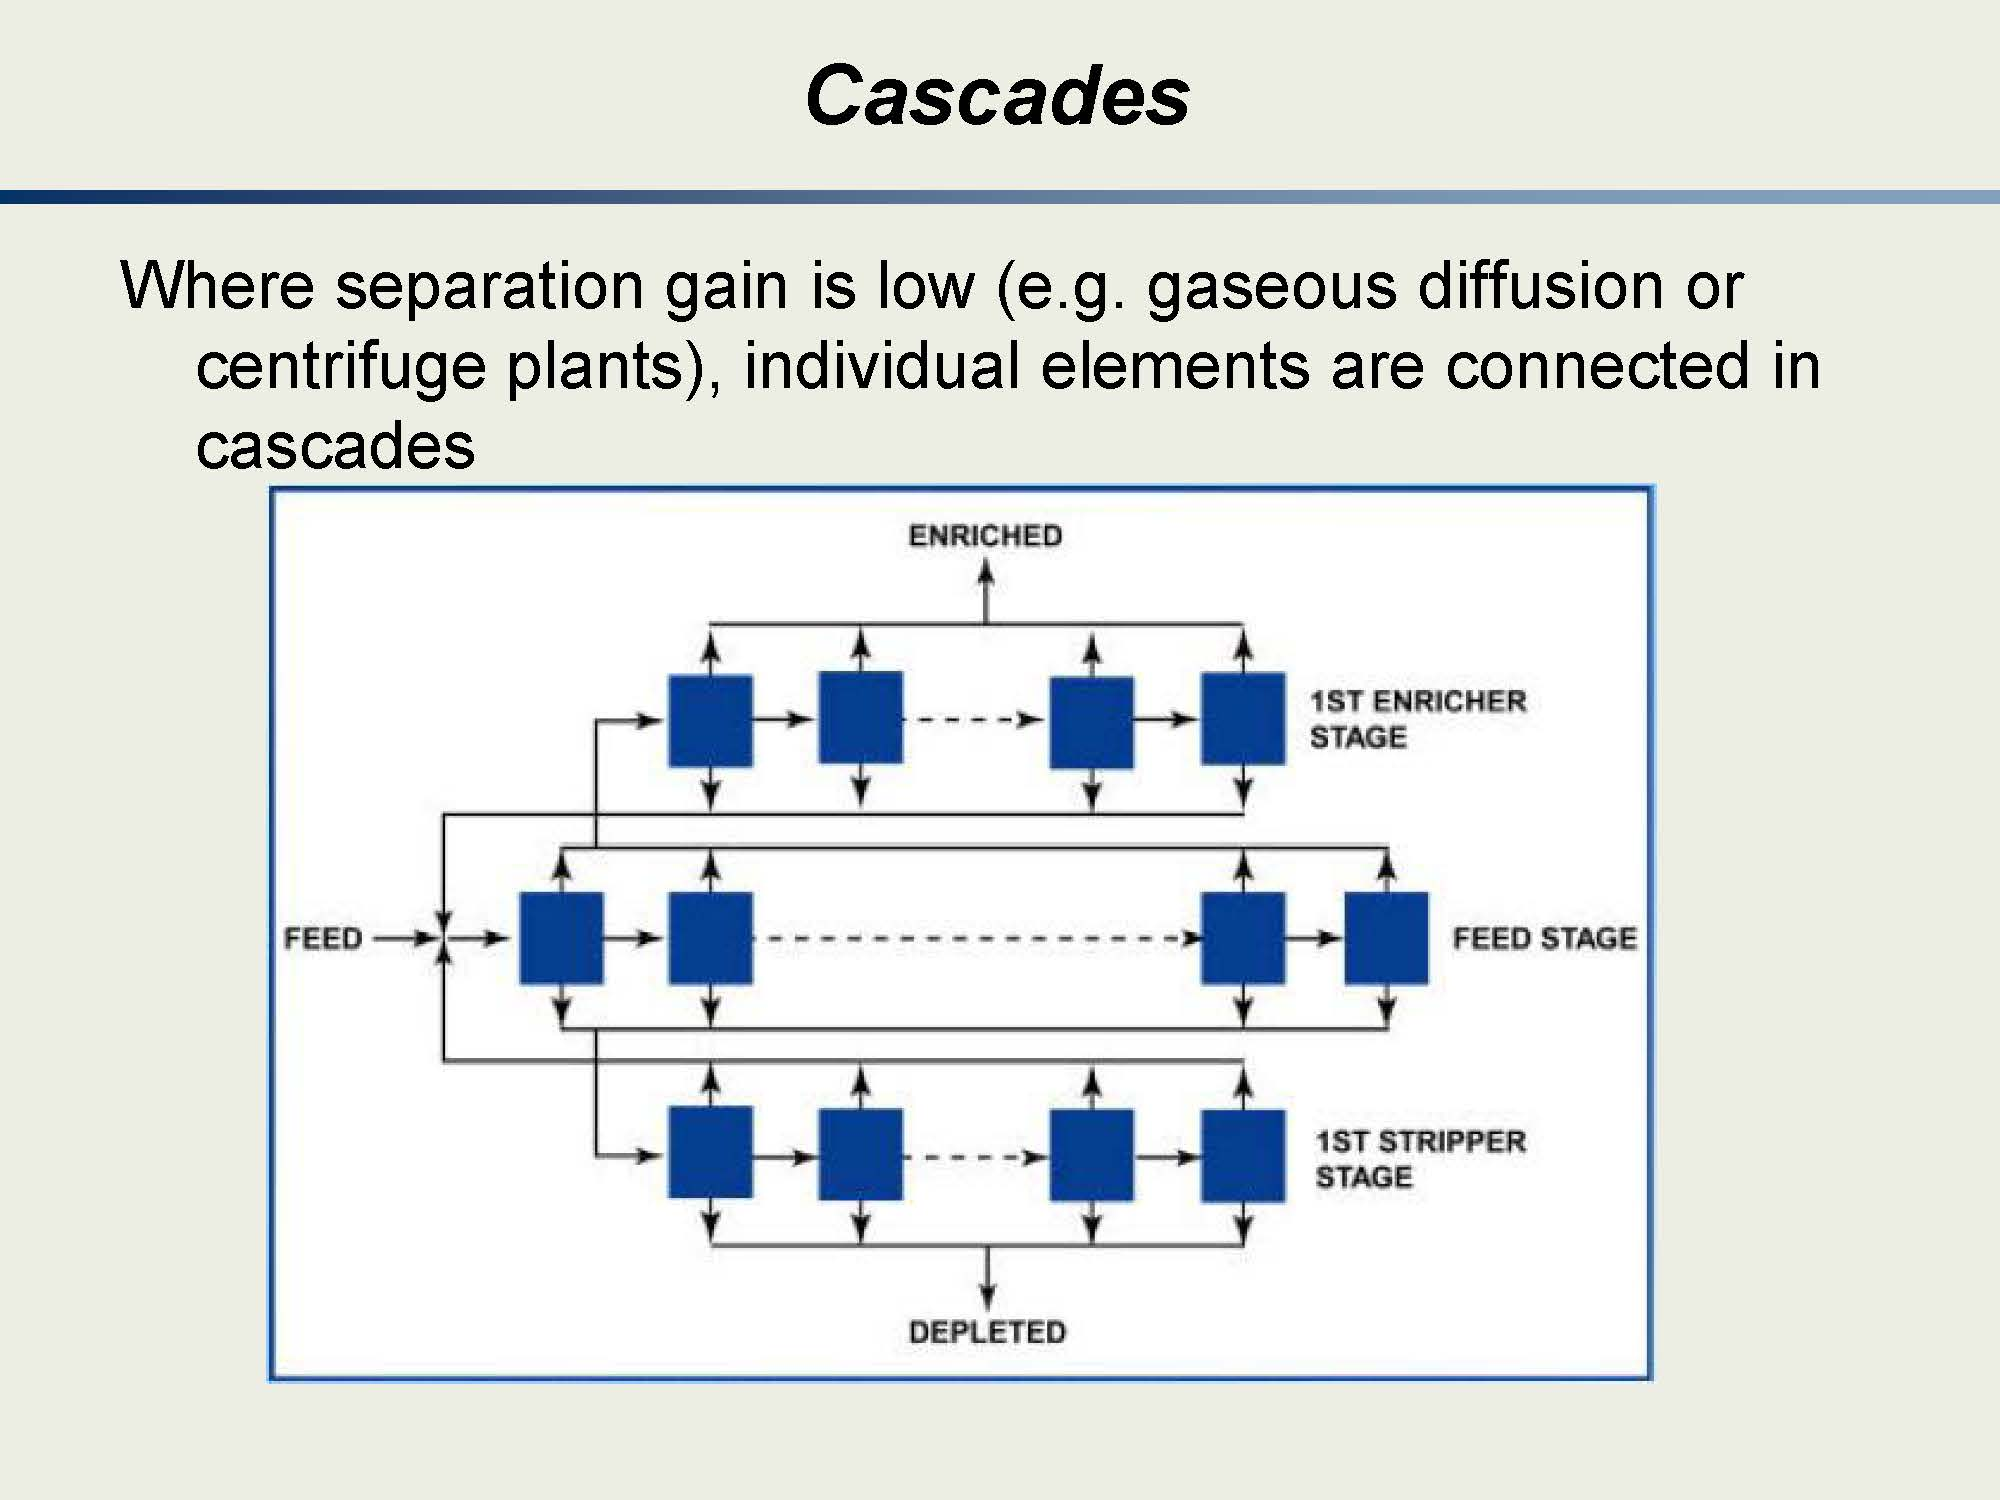 Cascades
Where separation gain is low (e.g. gaseous diffusion or
centrifuge plants), individual elements are connected in
cascades
ENRICHED
1ST ENRICHER
STAGE
FEED
FEED STAGE
1ST STRIPPER
STAGE
DEPLETED